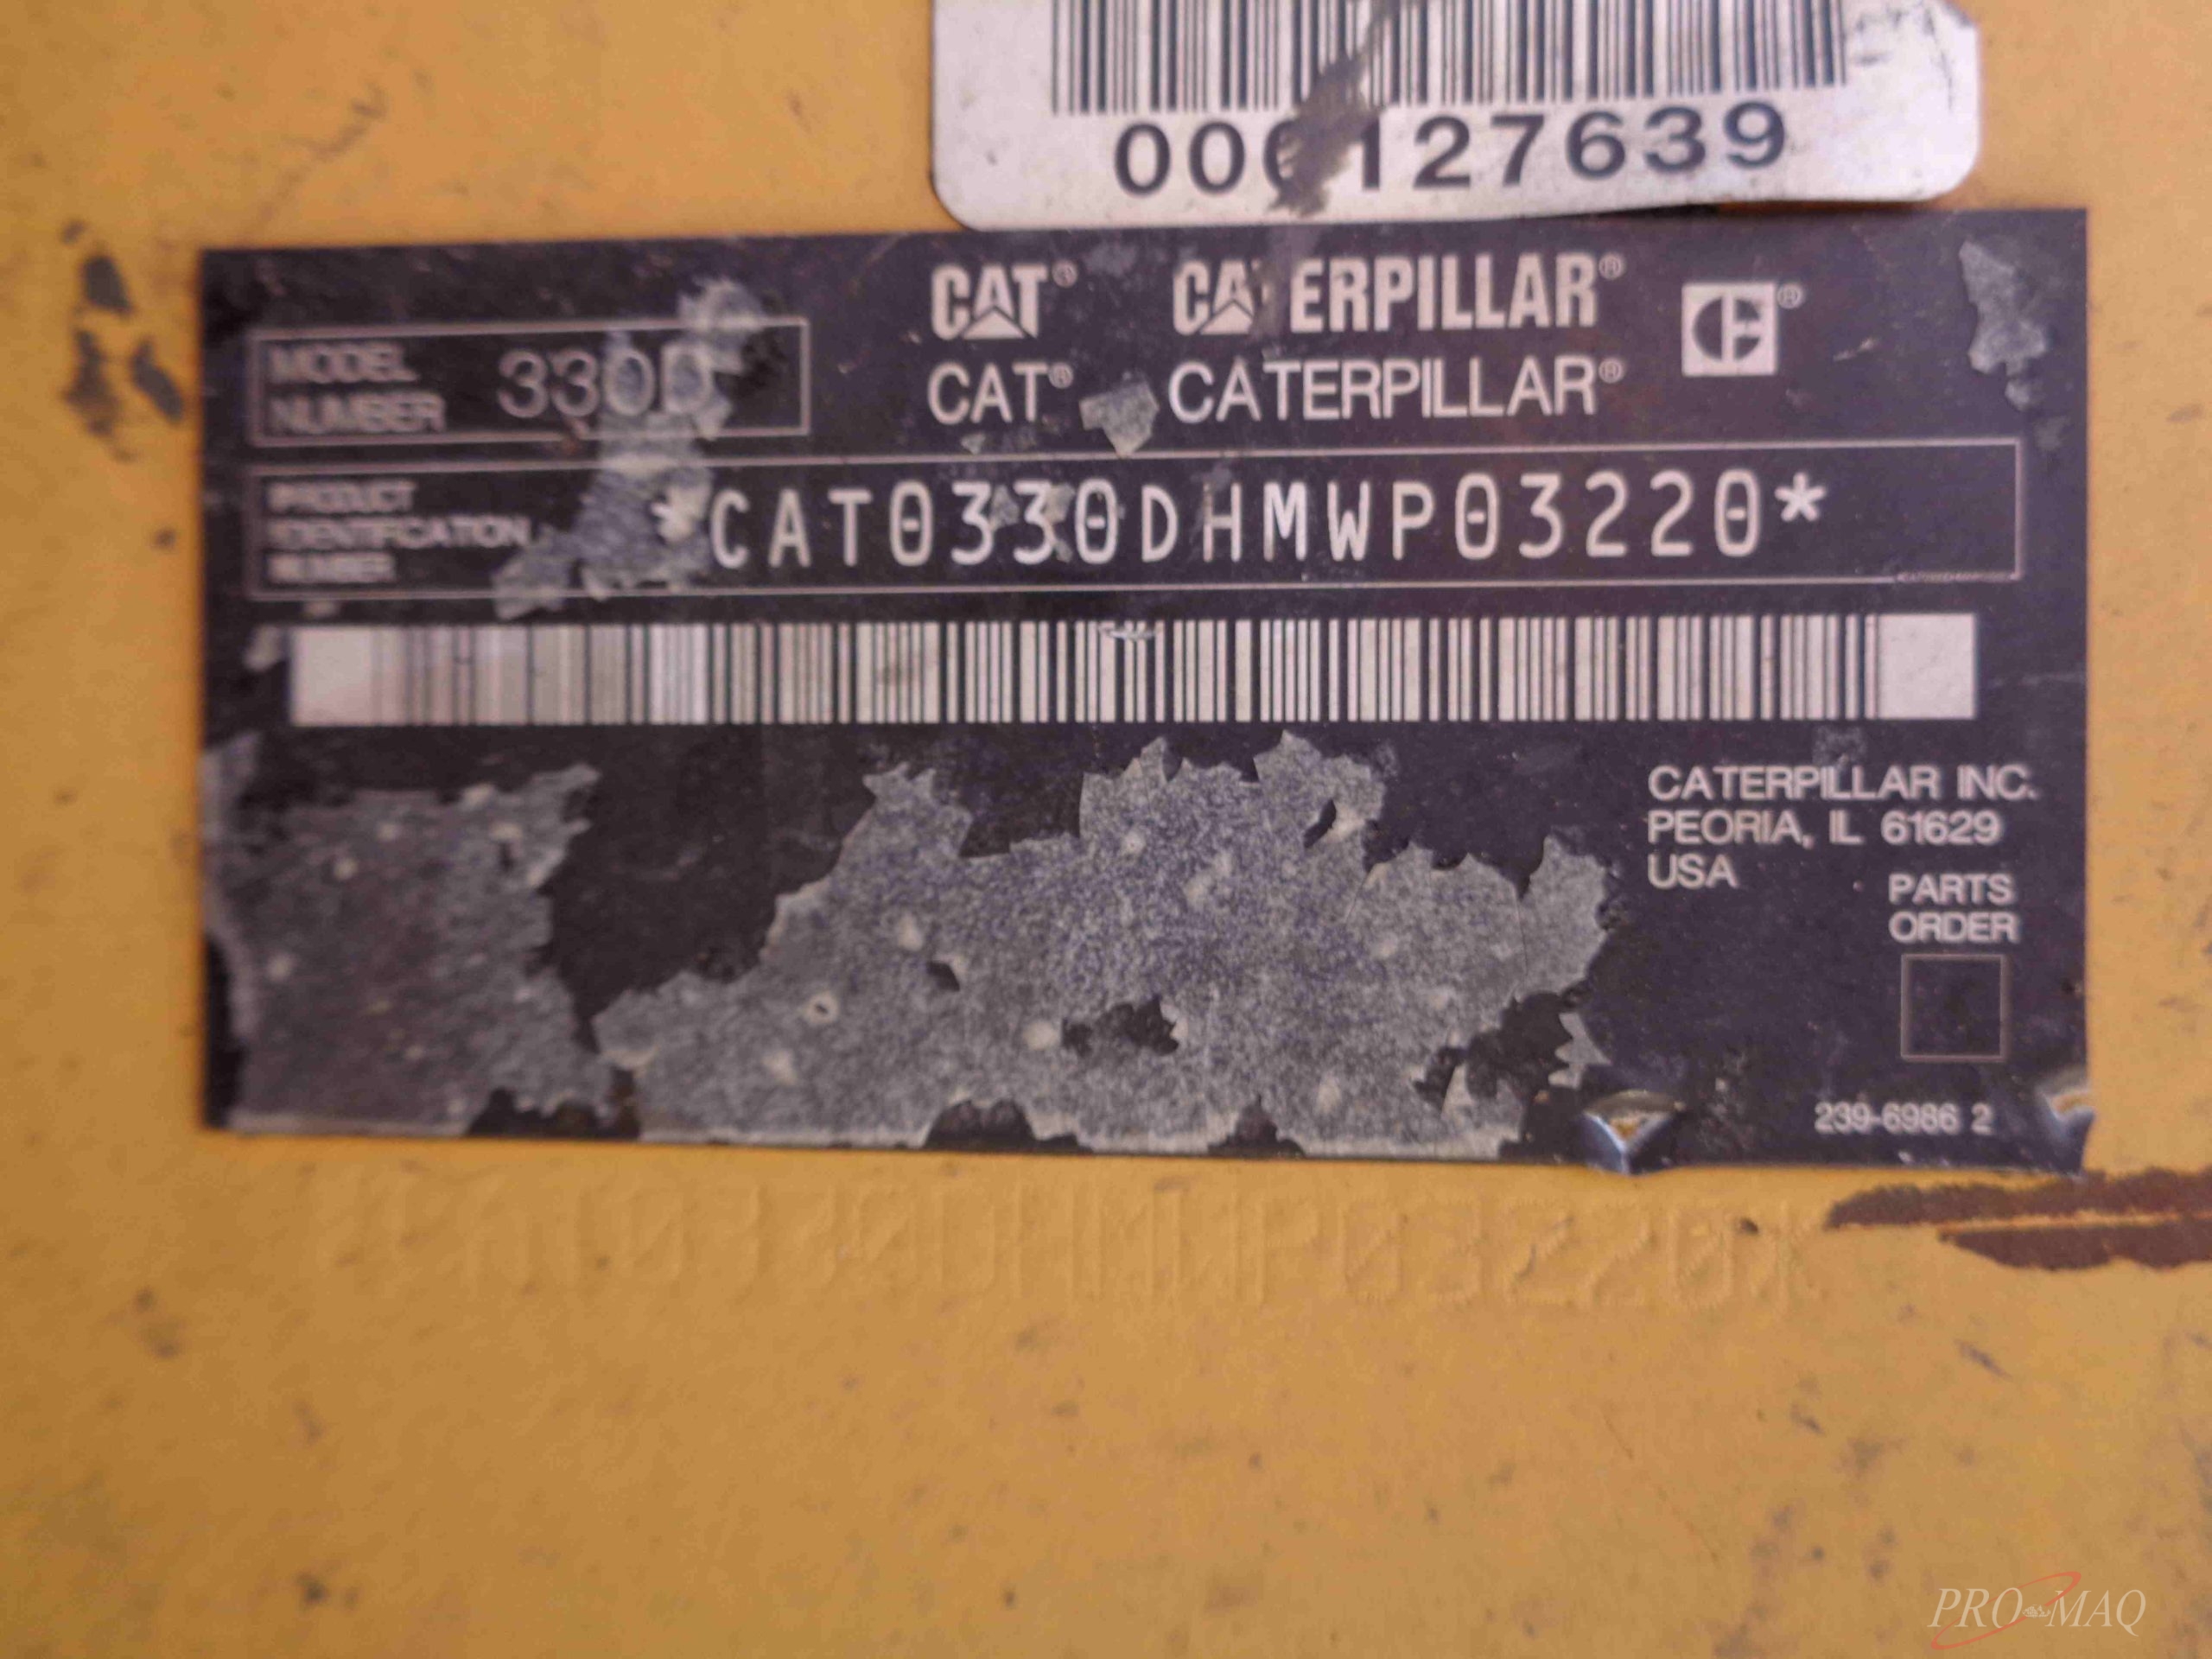 000127639
CAT® CATERPILLAR®
MODEL NUMBER 330D
CAT® CATERPILLAR®
PRODUCT IDENTIFICATION NUMBER
*CAT0330DHMWP03220*
CATERPILLAR INC.
PEORIA, IL 61629
USA
PARTS
ORDER
239-6986 2
PRO MAQ